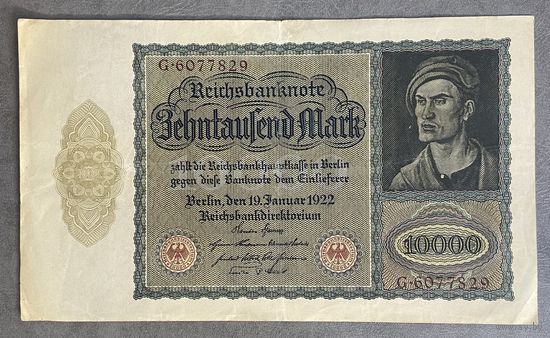 G·6077829
Reichsbanknote
Zehntausend Mark
zahlt die Reichsbankhauptkasse in Berlin
gegen diese Banknote dem Einlieferer
Berlin, den 19. Januar 1922
Reichsbankdirektorium
10000
G·6077829